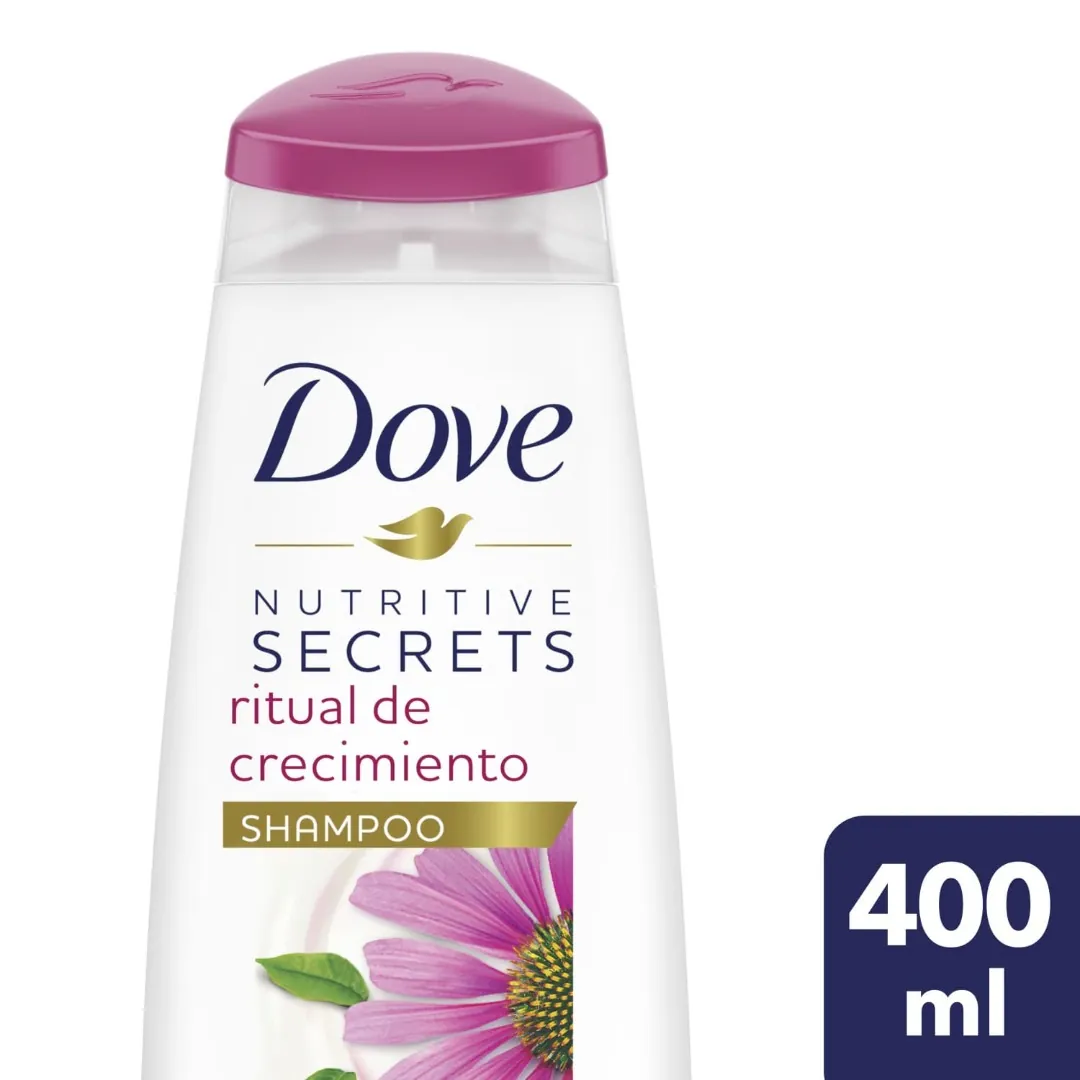 Dove
NUTRITIVE
SECRETS
ritual de
crecimiento
SHAMPOO
400
ml